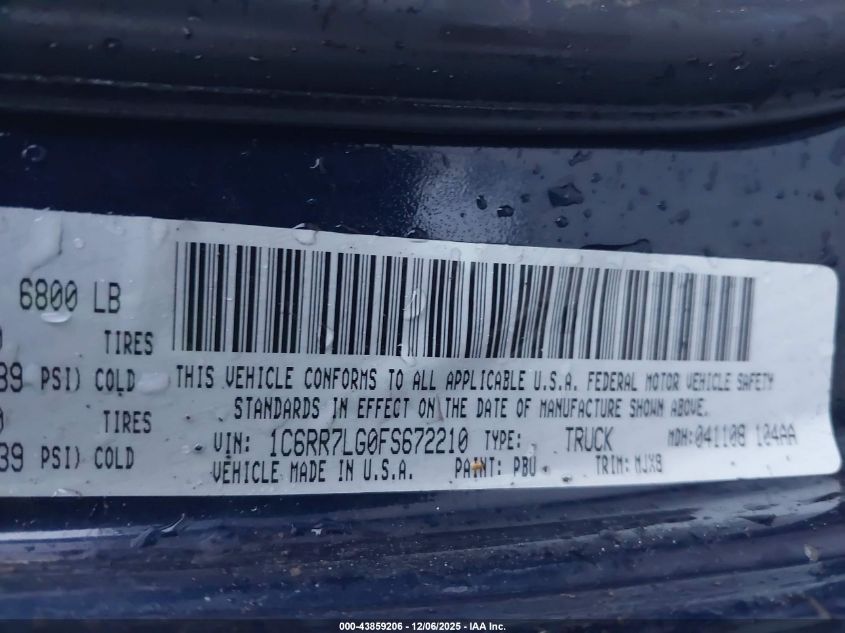 6800 LB
TIRES
39 PSI) COLD
TIRES
39 PSI) COLD
THIS VEHICLE CONFORMS TO ALL APPLICABLE U.S.A. FEDERAL MOTOR VEHICLE SAFETY
STANDARDS IN EFFECT ON THE DATE OF MANUFACTURE SHOWN ABOVE.
VIN: 1C6RR7LG0FS672210 TYPE: TRUCK MDH: 041108 104AA
VEHICLE MADE IN U.S.A. PAINT: PBU TRIM: MJX9
000-43859206 - 12/06/2025 - IAA Inc.